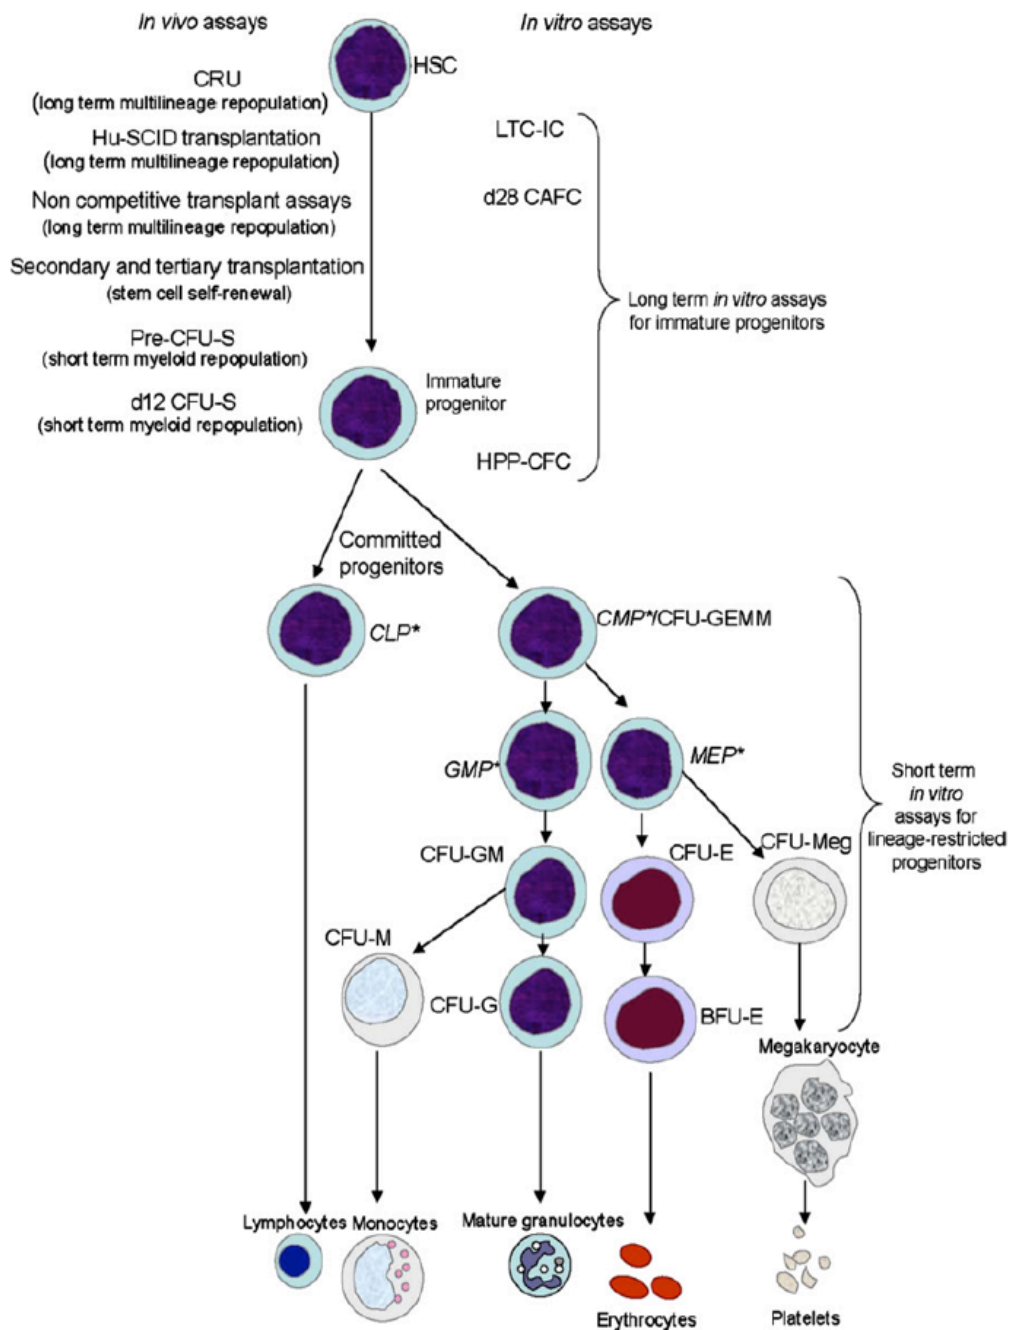 In vivo assays
In vitro assays
HSC
CRU
(long term multilineage repopulation)
Hu-SCID transplantation
(long term multilineage repopulation)
Non competitive transplant assays
(long term multilineage repopulation)
Secondary and tertiary transplantation
(stem cell self-renewal)
Pre-CFU-S
(short term myeloid repopulation)
d12 CFU-S
(short term myeloid repopulation)
LTC-IC
d28 CAFC
Long term in vitro assays
for immature progenitors
Immature
progenitor
HPP-CFC
Committed
progenitors
CLP*
CMP*/CFU-GEMM
GMP*
MEP*
Short term
in vitro
assays for
lineage-restricted
progenitors
CFU-GM
CFU-E
CFU-Meg
CFU-M
CFU-G
BFU-E
Megakaryocyte
Lymphocytes
Monocytes
Mature granulocytes
Erythrocytes
Platelets